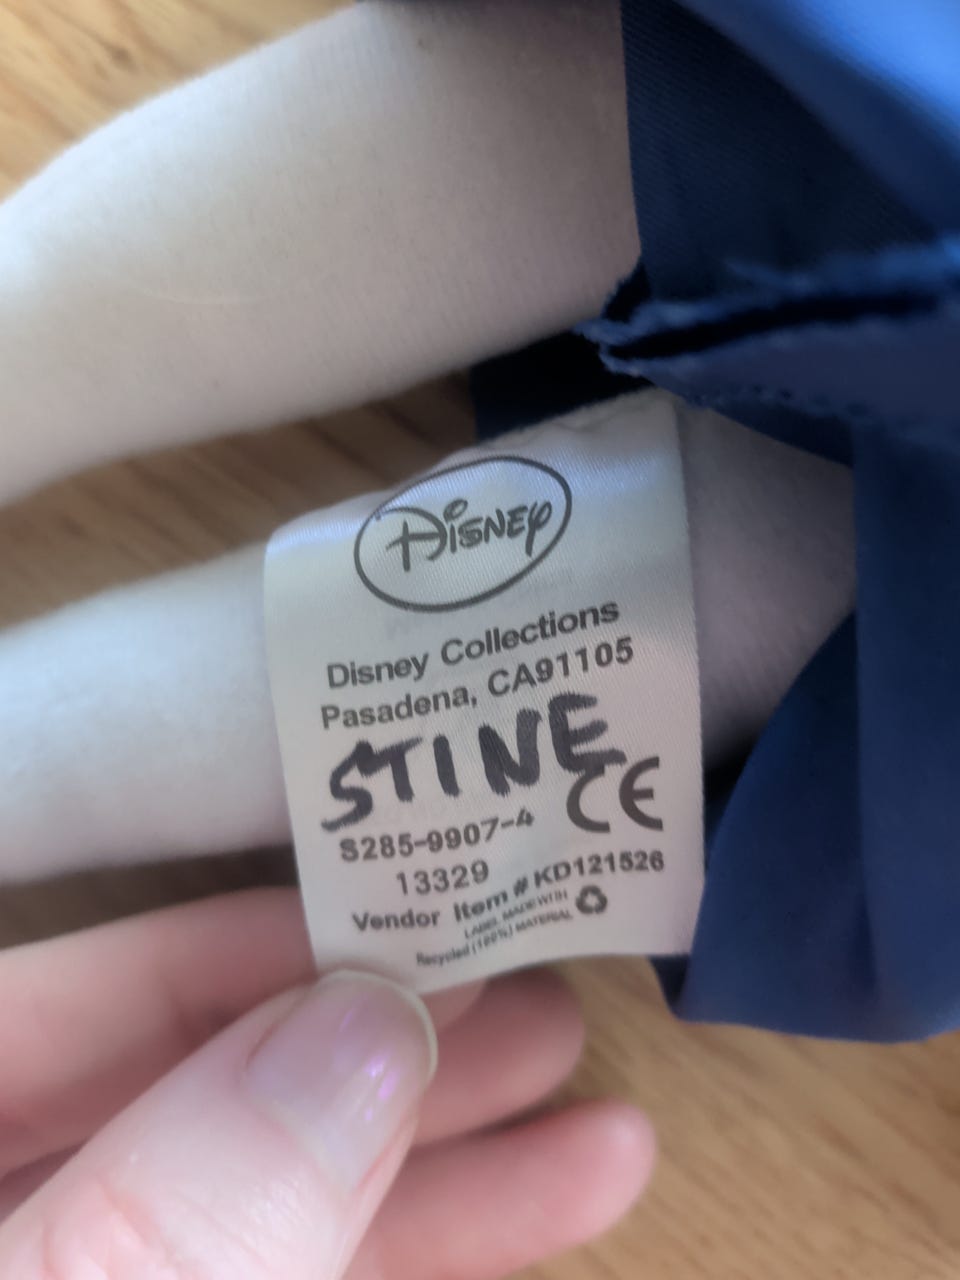 Disney
Disney Collections
Pasadena, CA91105
STINE
CE
S285-9907-4
13329
Vendor Item # KD121526
LABEL MADE WITH
Recycled (100%) MATERIAL